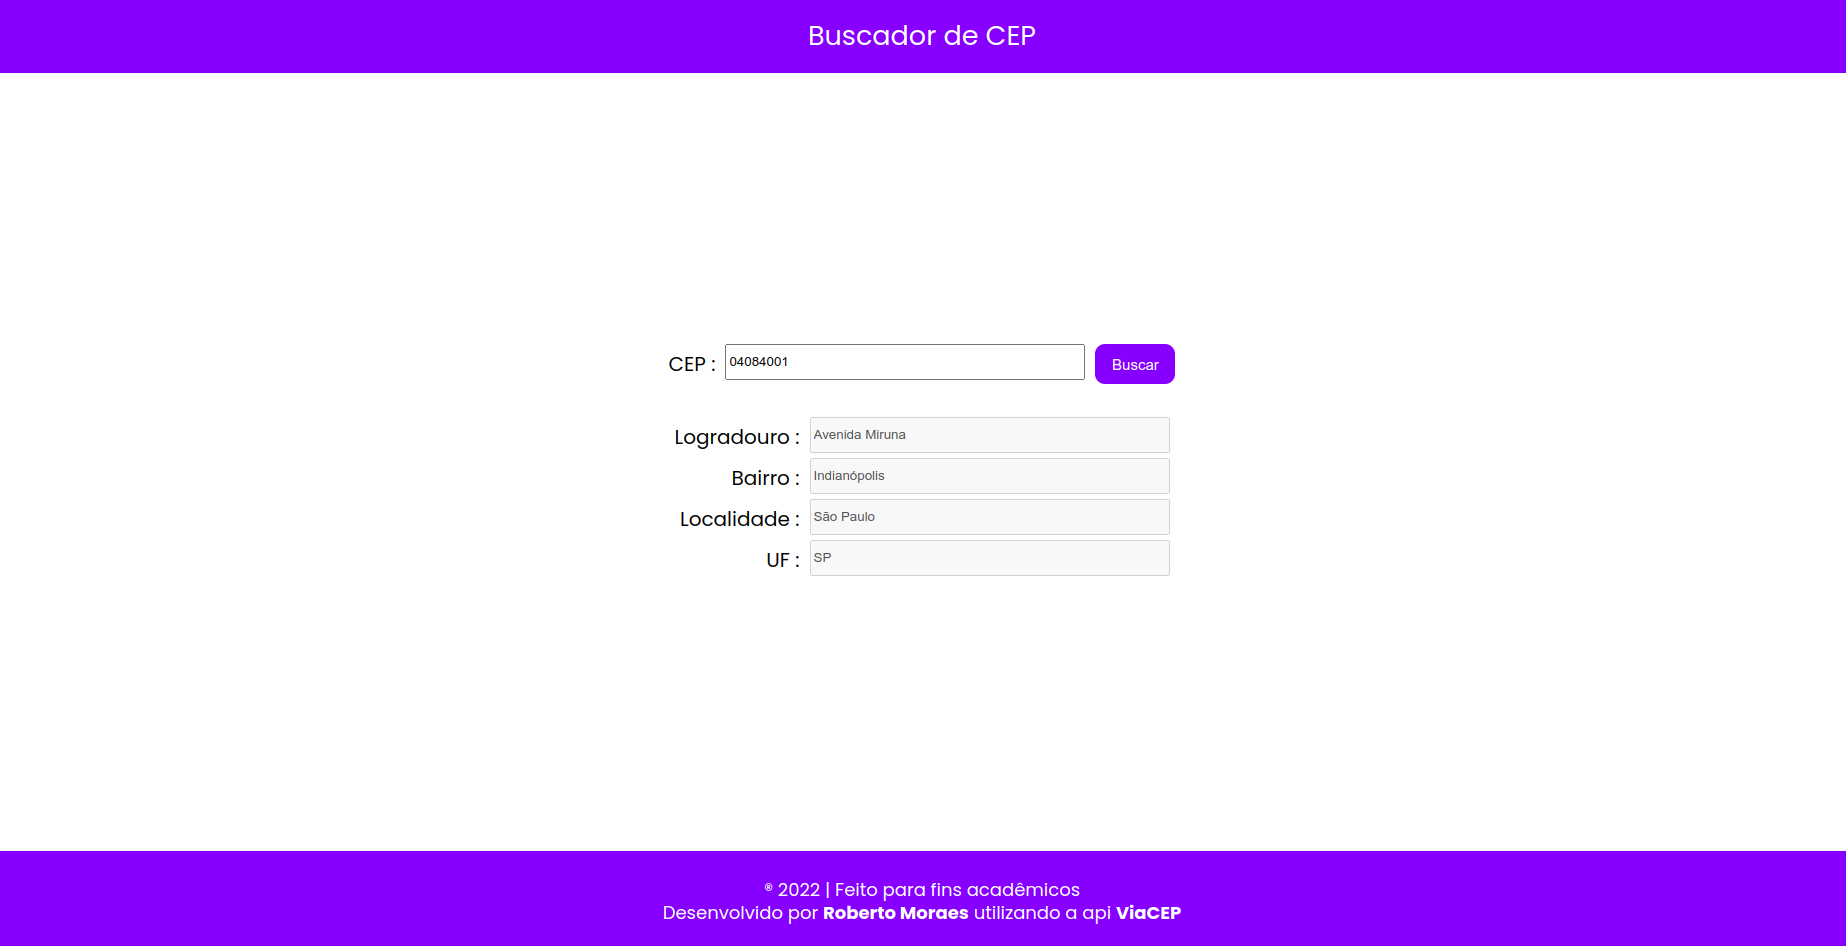 Buscador de CEP
CEP : 04084001 Buscar
Logradouro : Avenida Miruna
Bairro : Indianópolis
Localidade : São Paulo
UF : SP
® 2022 | Feito para fins acadêmicos
Desenvolvido por Roberto Moraes utilizando a api ViaCEP